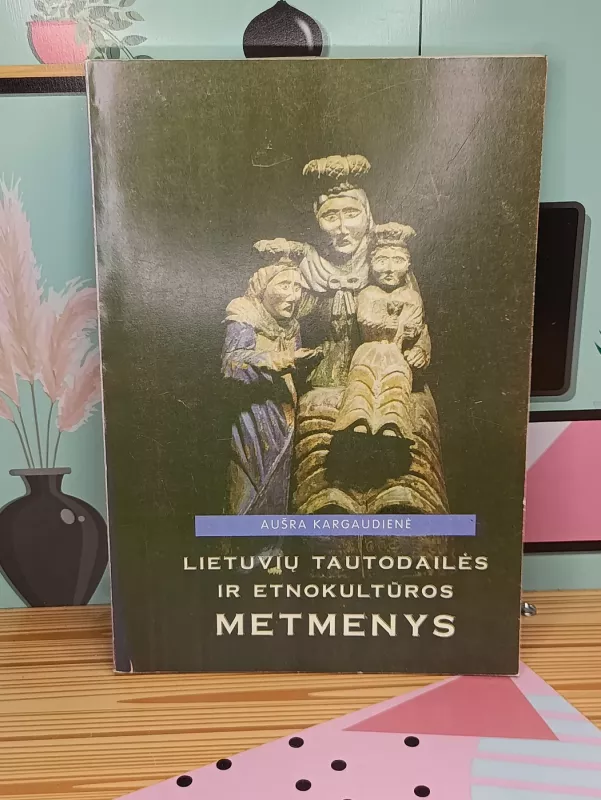 AUŠRA KARGAUDIENĖ
LIETUVIŲ TAUTODAILĖS
IR ETNOKULTŪROS
METMENYS